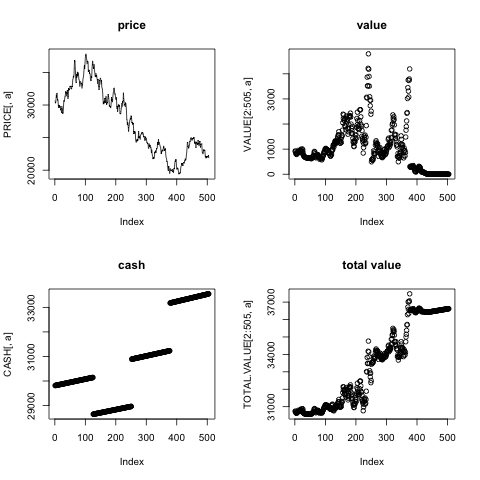 price
PRICE[, a]
20000 30000
0 100 200 300 400 500
Index
value
VALUE[2:505, a]
0 1000 3000
0 100 200 300 400 500
Index
cash
CASH[, a]
29000 31000 33000
0 100 200 300 400 500
Index
total value
TOTAL.VALUE[2:505, a]
31000 34000 37000
0 100 200 300 400 500
Index